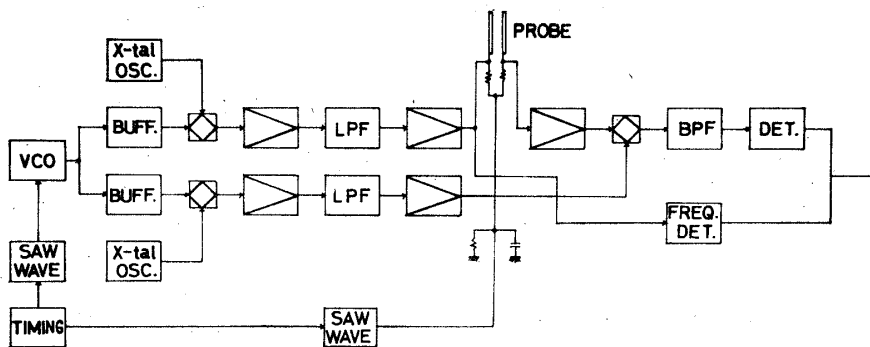 PROBE
X-tal
OSC.
BUFF.
LPF
BPF
DET.
VCO
BUFF.
LPF
FREQ.
DET.
SAW
WAVE
X-tal
OSC.
TIMING
SAW
WAVE